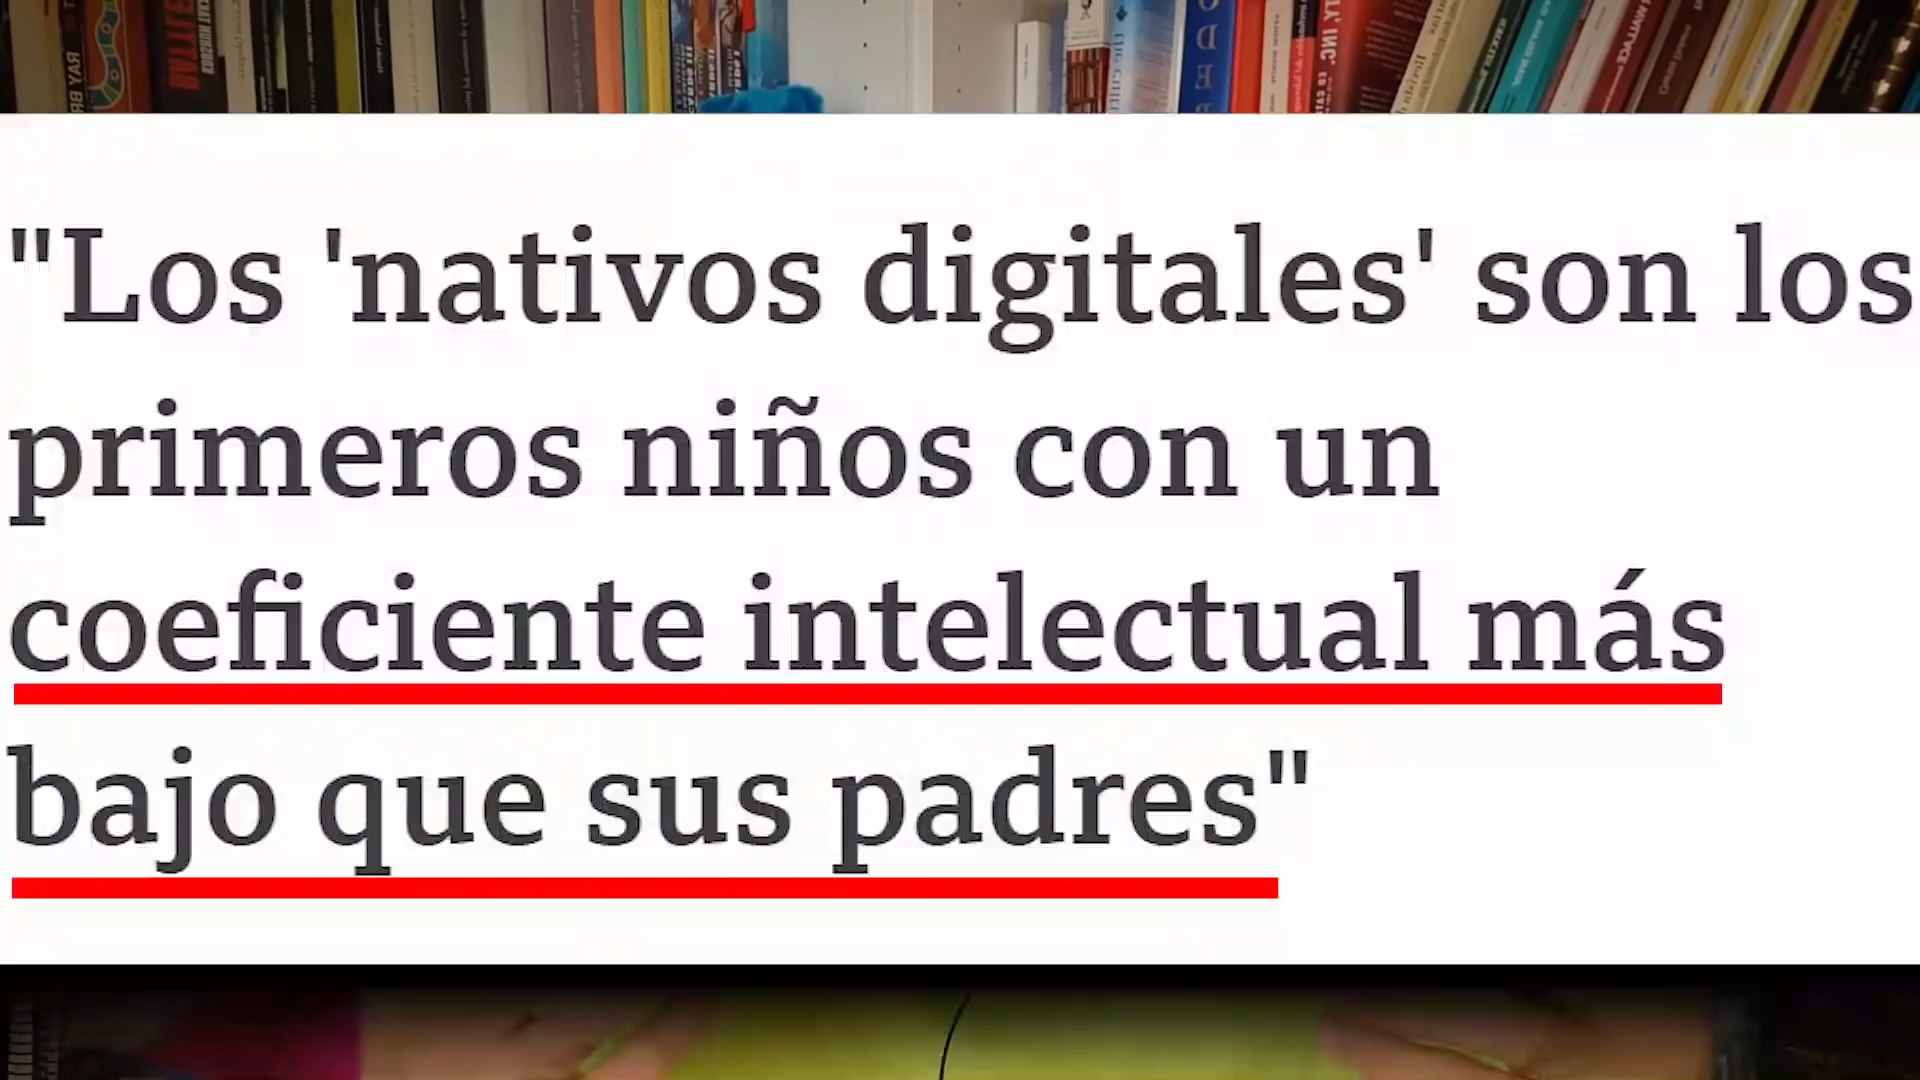 "Los 'nativos digitales' son los
primeros niños con un
coeficiente intelectual más
bajo que sus padres"